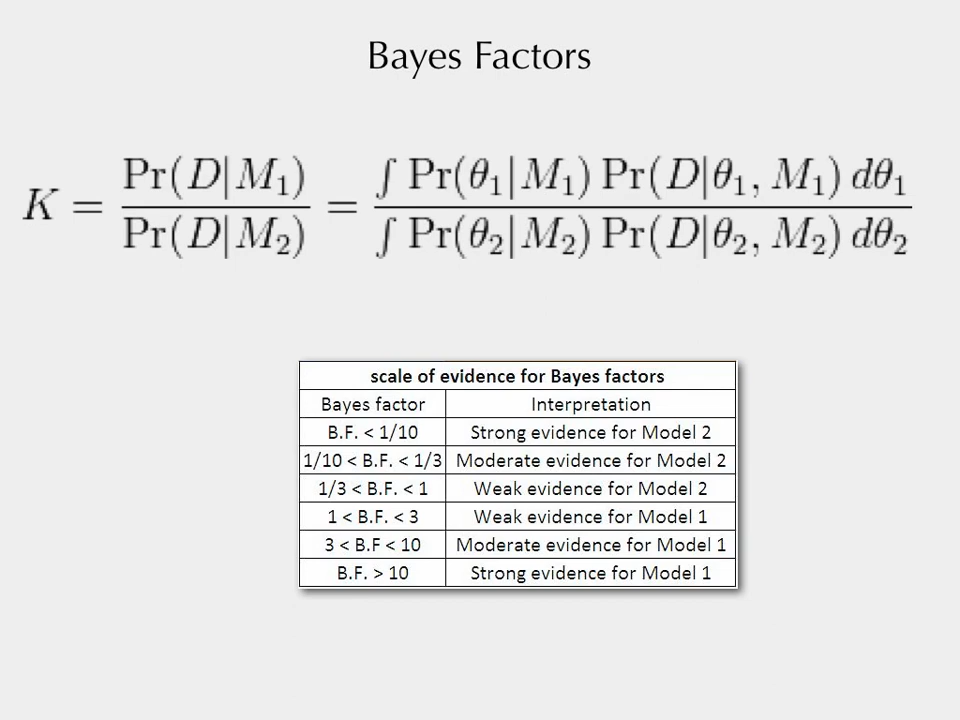 Bayes Factors
K = Pr(D|M₁) / Pr(D|M₂) = ∫ Pr(θ₁|M₁) Pr(D|θ₁, M₁) dθ₁ / ∫ Pr(θ₂|M₂) Pr(D|θ₂, M₂) dθ₂
scale of evidence for Bayes factors
Bayes factor Interpretation
B.F. < 1/10 Strong evidence for Model 2
1/10 < B.F. < 1/3 Moderate evidence for Model 2
1/3 < B.F. < 1 Weak evidence for Model 2
1 < B.F. < 3 Weak evidence for Model 1
3 < B.F < 10 Moderate evidence for Model 1
B.F. > 10 Strong evidence for Model 1